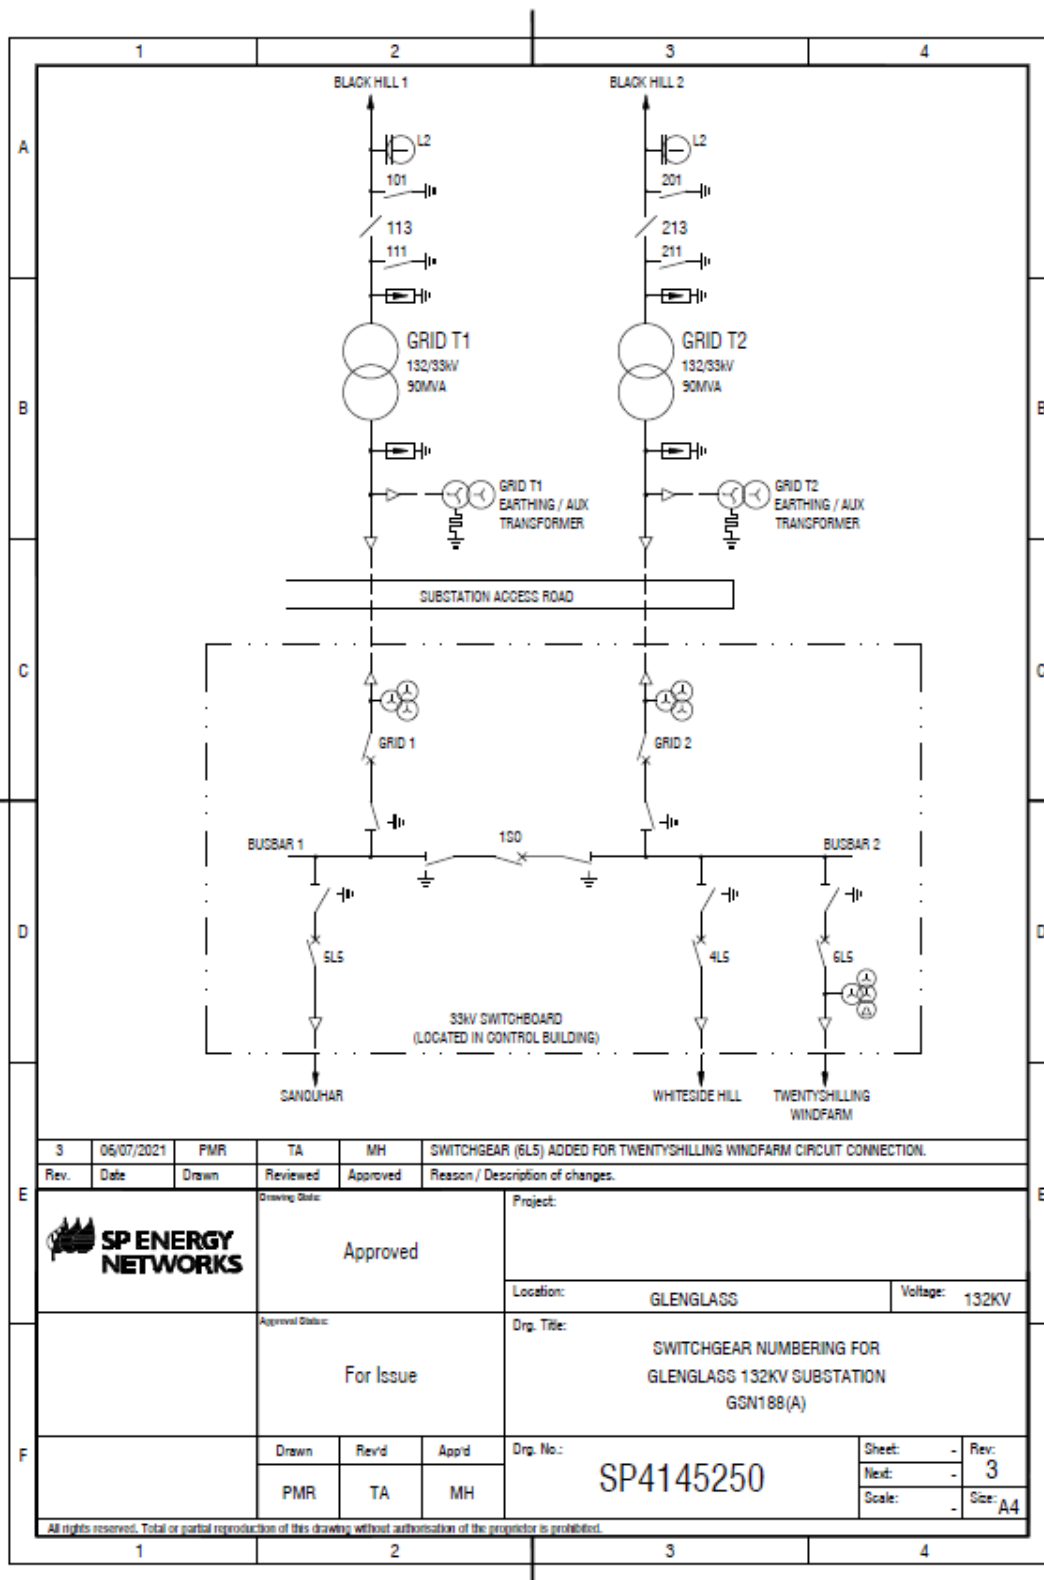 1 2 3 4
BLACK HILL 1 BLACK HILL 2
A
L2 L2
101 201
113 213
111 211
GRID T1 GRID T2
132/33kV 132/33kV
90MVA 90MVA
B B
GRID T1 GRID T2
EARTHING / AUX EARTHING / AUX
TRANSFORMER TRANSFORMER
SUBSTATION ACCESS ROAD
C C
GRID 1 GRID 2
1S0
BUSBAR 1 BUSBAR 2
D D
5L5 4L5 6L5
33kV SWITCHBOARD
(LOCATED IN CONTROL BUILDING)
SANQUHAR WHITESIDE HILL TWENTYSHILLING
WINDFARM
3 06/07/2021 PMR TA MH SWITCHGEAR (6L5) ADDED FOR TWENTYSHILLING WINDFARM CIRCUIT CONNECTION.
Rev. Date Drawn Reviewed Approved Reason / Description of changes.
E E
SP ENERGY
NETWORKS
Drawing State:
Approved
Project:
Location: GLENGLASS Voltage: 132KV
Approval Status:
For Issue
Drg. Title:
SWITCHGEAR NUMBERING FOR
GLENGLASS 132KV SUBSTATION
GSN188(A)
F
Drawn Rev'd App'd
PMR TA MH
Drg. No.:
SP4145250
Sheet: - Rev:
Next: - 3
Scale: - Size: A4
All rights reserved. Total or partial reproduction of this drawing without authorisation of the proprietor is prohibited.
1 2 3 4